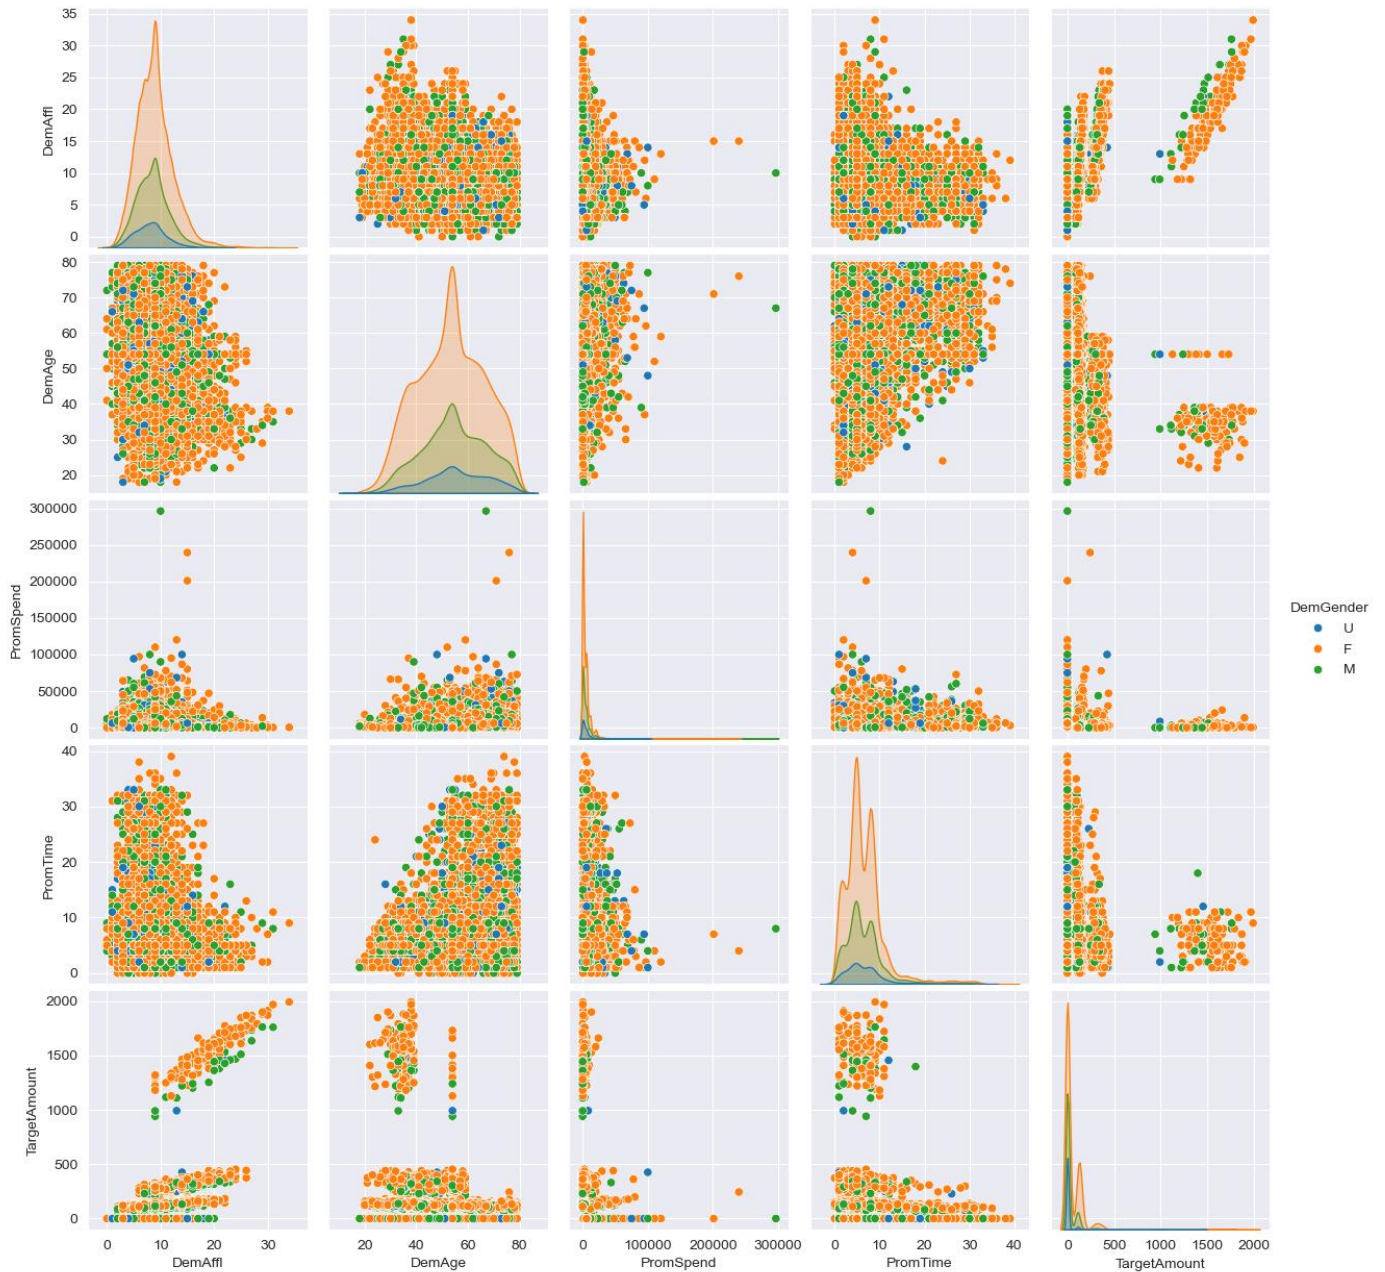 35
30
25
20
15
10
5
0
DemAffl
80
70
60
50
40
30
20
DemAge
300000
250000
200000
150000
100000
50000
0
PromSpend
DemGender
U
F
M
40
30
20
10
0
PromTime
2000
1500
1000
500
0
TargetAmount
0 10 20 30
20 40 60 80
0 100000 200000 300000
0 10 20 30 40
0 500 1000 1500 2000
DemAffl DemAge PromSpend PromTime TargetAmount